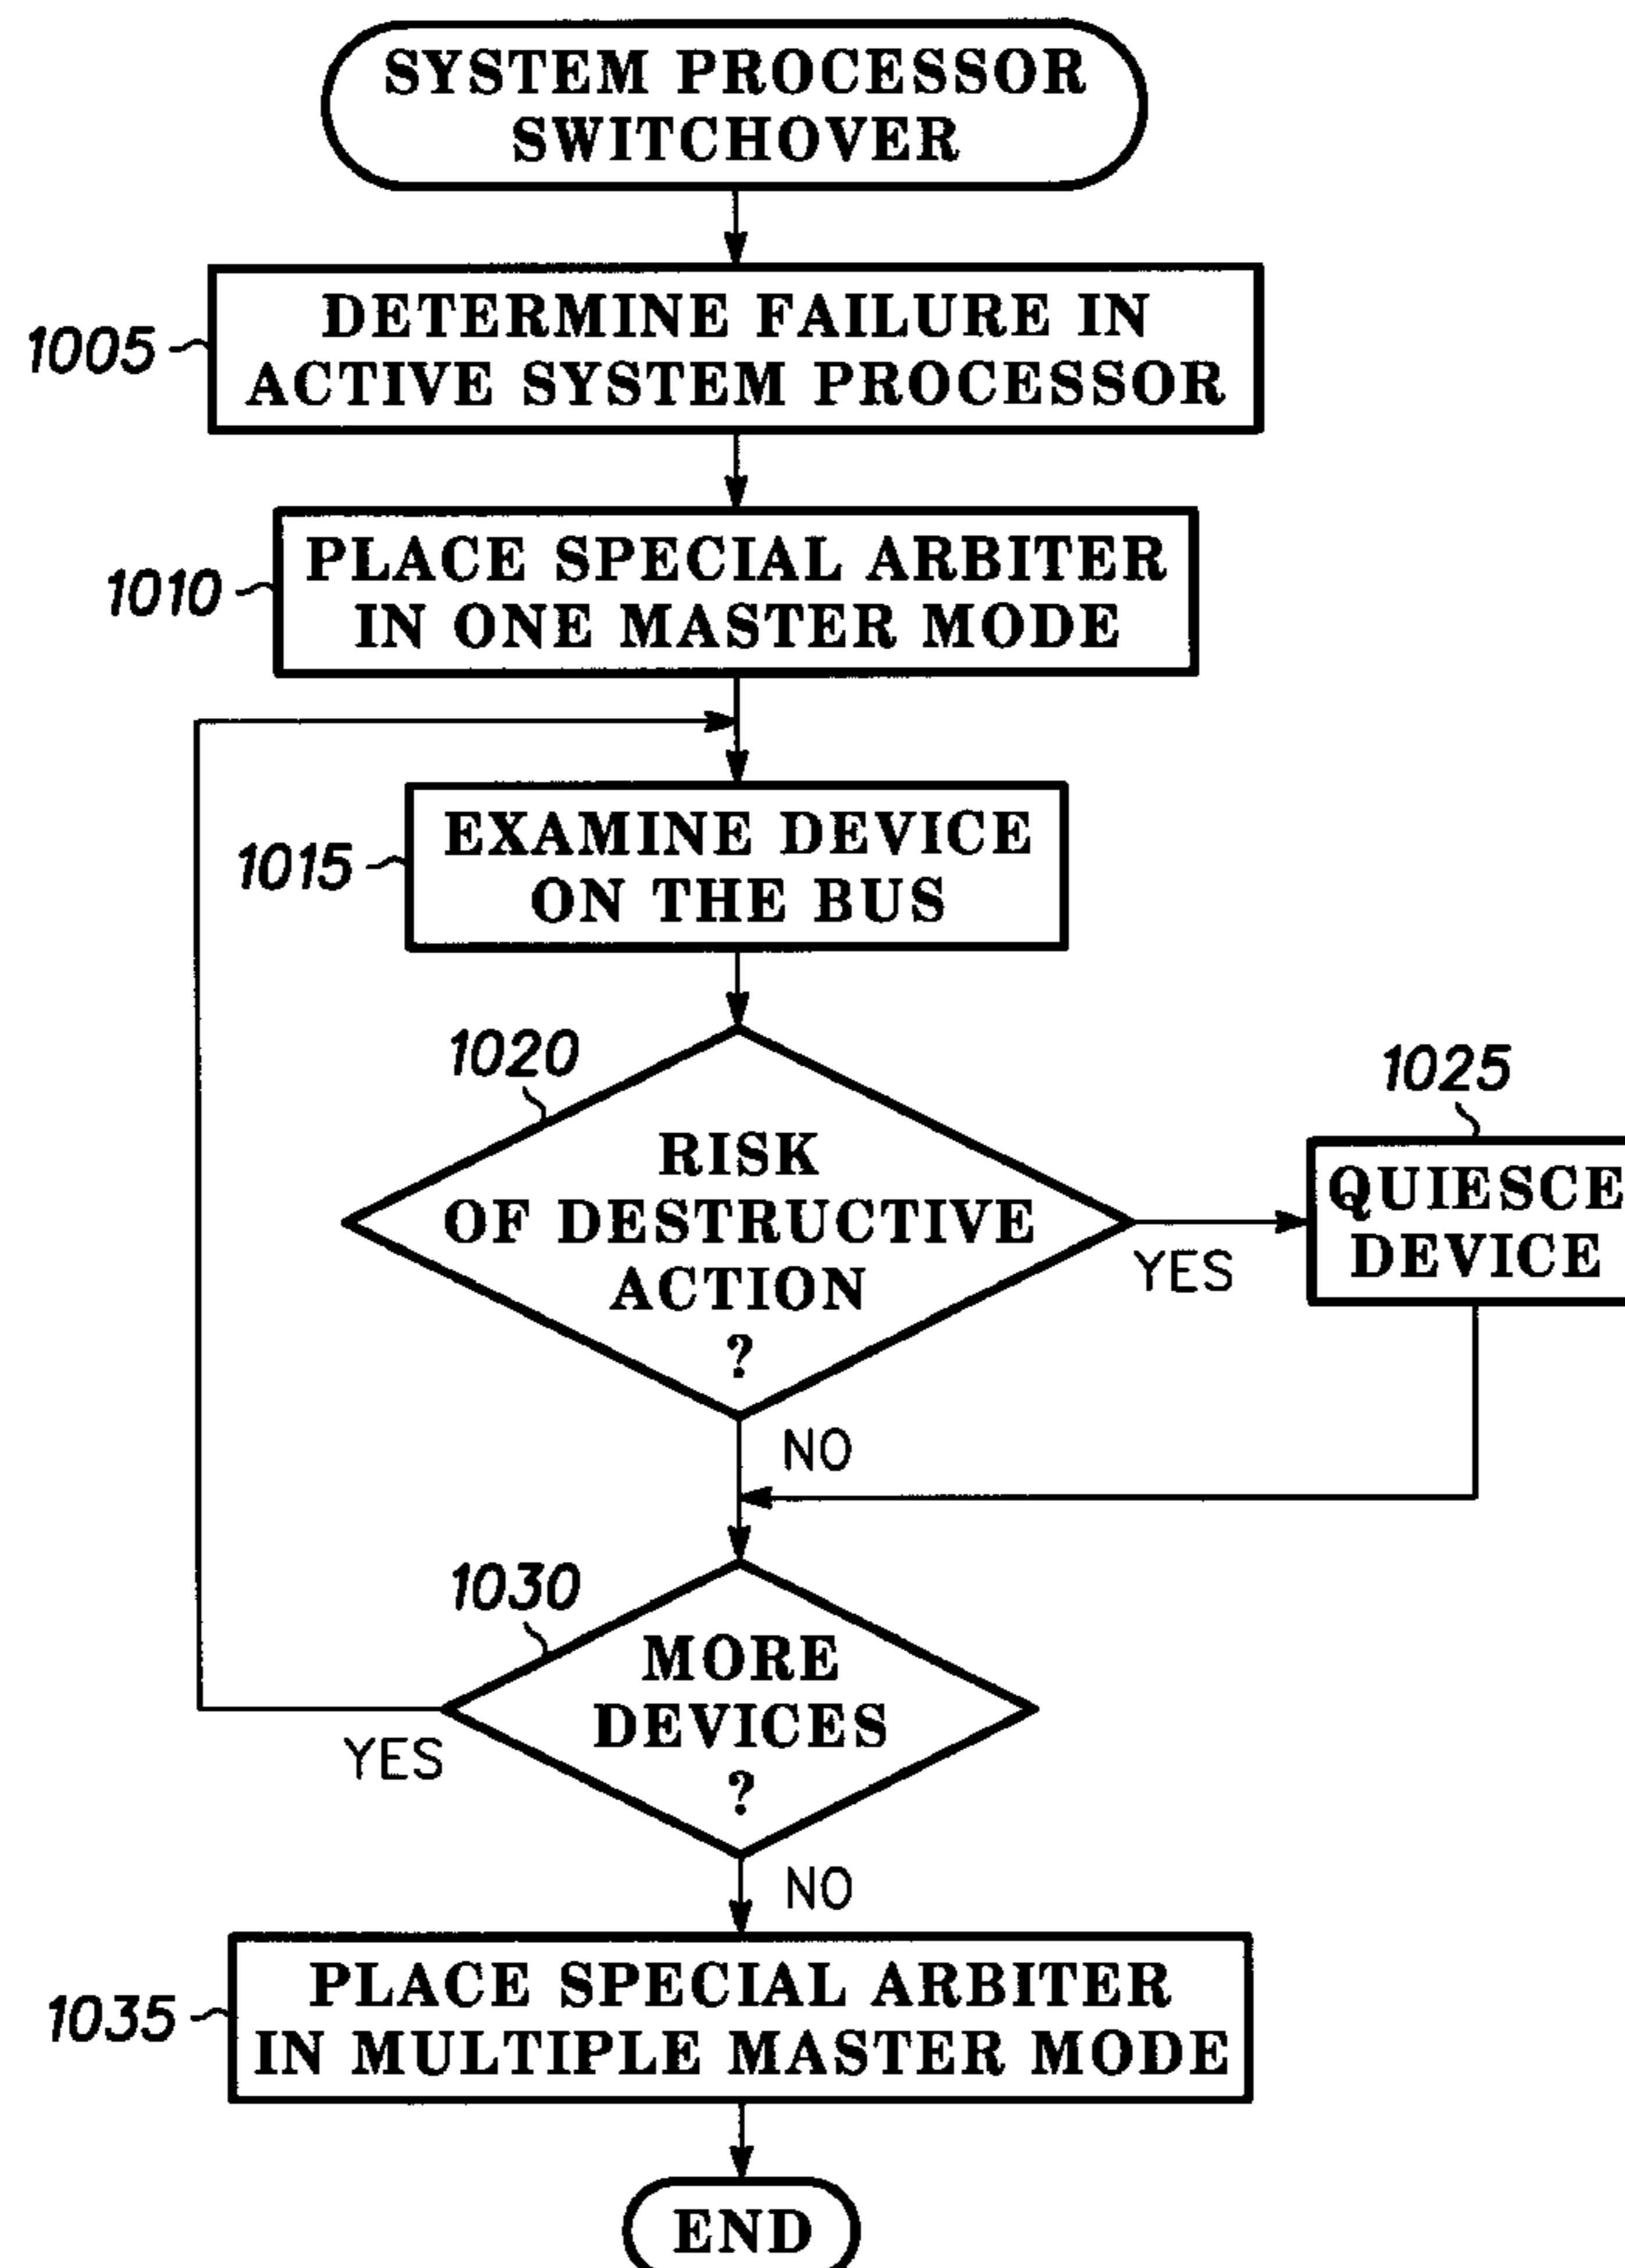 SYSTEM PROCESSOR
SWITCHOVER
1005
DETERMINE FAILURE IN
ACTIVE SYSTEM PROCESSOR
1010
PLACE SPECIAL ARBITER
IN ONE MASTER MODE
1015
EXAMINE DEVICE
ON THE BUS
1020
RISK
OF DESTRUCTIVE
ACTION
?
YES
1025
QUIESCE
DEVICE
NO
1030
MORE
DEVICES
?
YES
NO
1035
PLACE SPECIAL ARBITER
IN MULTIPLE MASTER MODE
END